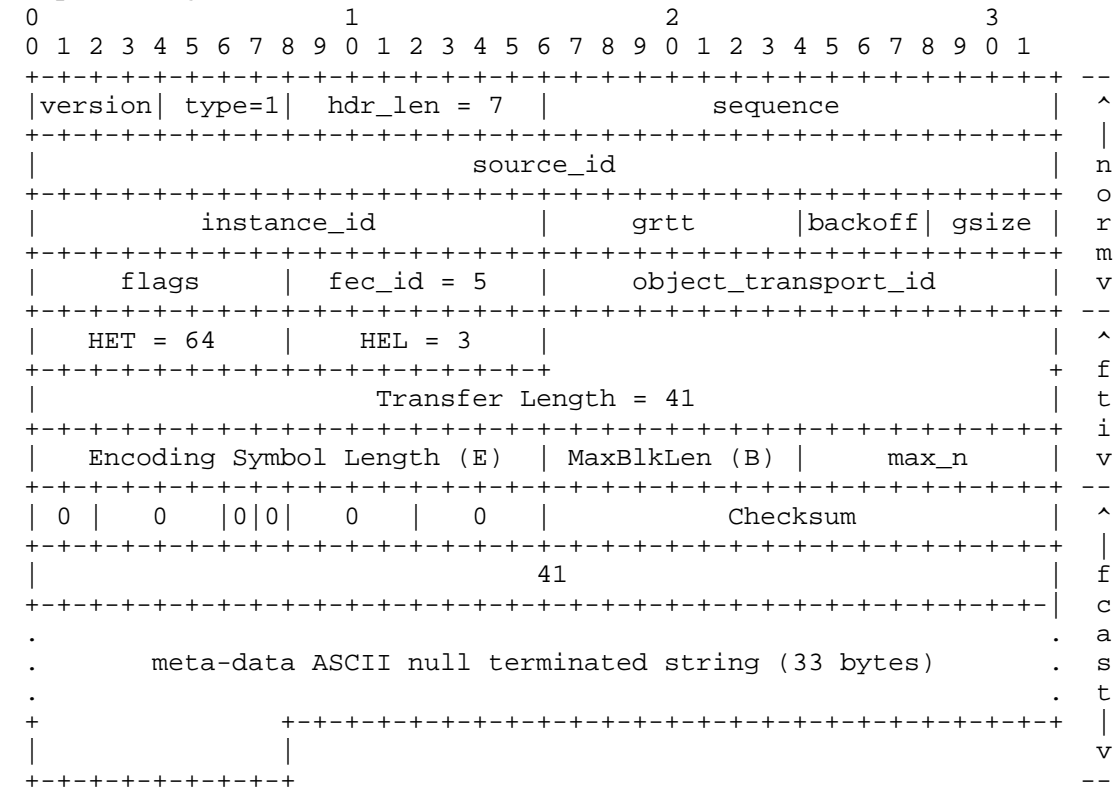 0                   1                   2                   3
0 1 2 3 4 5 6 7 8 9 0 1 2 3 4 5 6 7 8 9 0 1 2 3 4 5 6 7 8 9 0 1
+-+-+-+-+-+-+-+-+-+-+-+-+-+-+-+-+-+-+-+-+-+-+-+-+-+-+-+-+-+-+-+-+ --
|version| type=1|  hdr_len = 7  |          sequence             |  ^
+-+-+-+-+-+-+-+-+-+-+-+-+-+-+-+-+-+-+-+-+-+-+-+-+-+-+-+-+-+-+-+-+  |
|                           source_id                           |  n
+-+-+-+-+-+-+-+-+-+-+-+-+-+-+-+-+-+-+-+-+-+-+-+-+-+-+-+-+-+-+-+-+  o
|          instance_id          |     grtt      |backoff| gsize |  r
+-+-+-+-+-+-+-+-+-+-+-+-+-+-+-+-+-+-+-+-+-+-+-+-+-+-+-+-+-+-+-+-+  m
|     flags     |  fec_id = 5   |     object_transport_id       |  v
+-+-+-+-+-+-+-+-+-+-+-+-+-+-+-+-+-+-+-+-+-+-+-+-+-+-+-+-+-+-+-+-+ --
|   HET = 64    |    HEL = 3    |                               |  ^
+-+-+-+-+-+-+-+-+-+-+-+-+-+-+-+-+                               +  f
|                     Transfer Length = 41                      |  t
+-+-+-+-+-+-+-+-+-+-+-+-+-+-+-+-+-+-+-+-+-+-+-+-+-+-+-+-+-+-+-+-+  i
|   Encoding Symbol Length (E)  | MaxBlkLen (B) |     max_n     |  v
+-+-+-+-+-+-+-+-+-+-+-+-+-+-+-+-+-+-+-+-+-+-+-+-+-+-+-+-+-+-+-+-+ --
| 0 |   0   |0|0|   0   |   0   |           Checksum            |  ^
+-+-+-+-+-+-+-+-+-+-+-+-+-+-+-+-+-+-+-+-+-+-+-+-+-+-+-+-+-+-+-+-+  |
|                               41                              |  f
+-+-+-+-+-+-+-+-+-+-+-+-+-+-+-+-+-+-+-+-+-+-+-+-+-+-+-+-+-+-+-+-|  c
.                                                               .  a
.       meta-data ASCII null terminated string (33 bytes)       .  s
.                                                               .  t
+               +-+-+-+-+-+-+-+-+-+-+-+-+-+-+-+-+-+-+-+-+-+-+-+-+  |
|               |                                                  v
+-+-+-+-+-+-+-+-+                                                 --